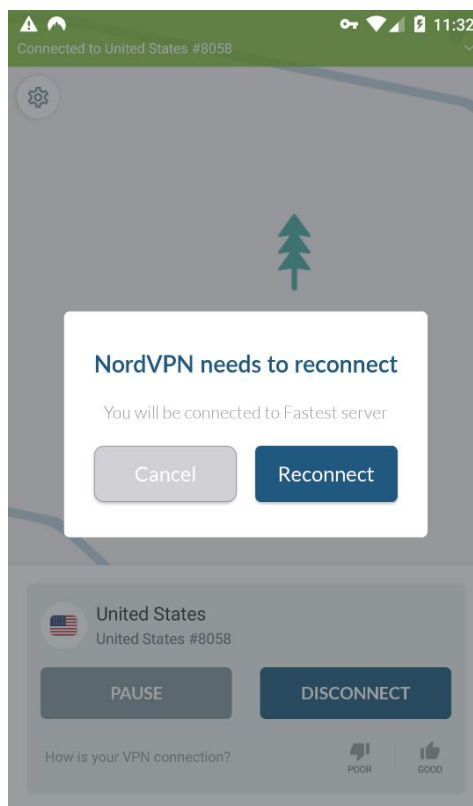 11:32
Connected to United States #8058
NordVPN needs to reconnect
You will be connected to Fastest server
Cancel
Reconnect
United States
United States #8058
PAUSE
DISCONNECT
How is your VPN connection?
POOR
GOOD